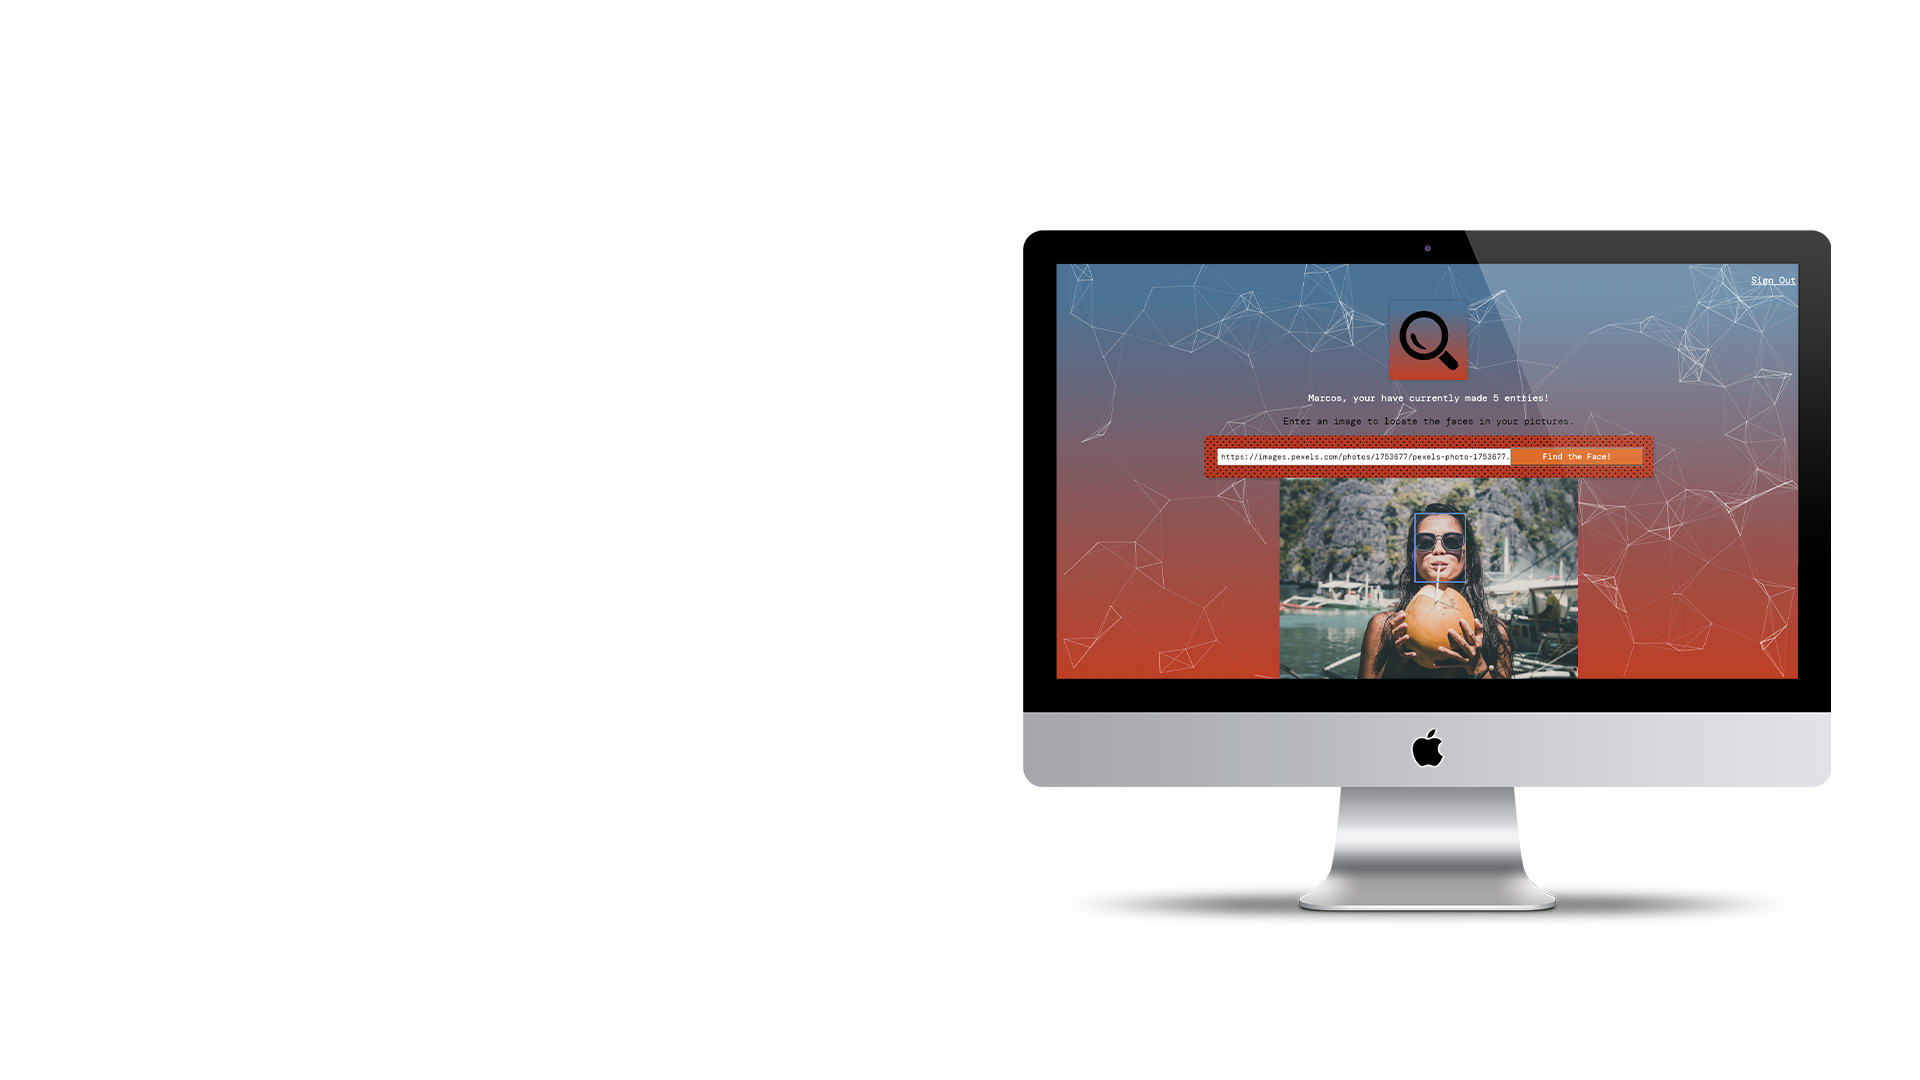 Sign Out
Marcos, your have currently made 5 entries!
Enter an image to locate the faces in your pictures.
https://images.pexels.com/photos/1753677/pexels-photo-1753677.
Find the Face!